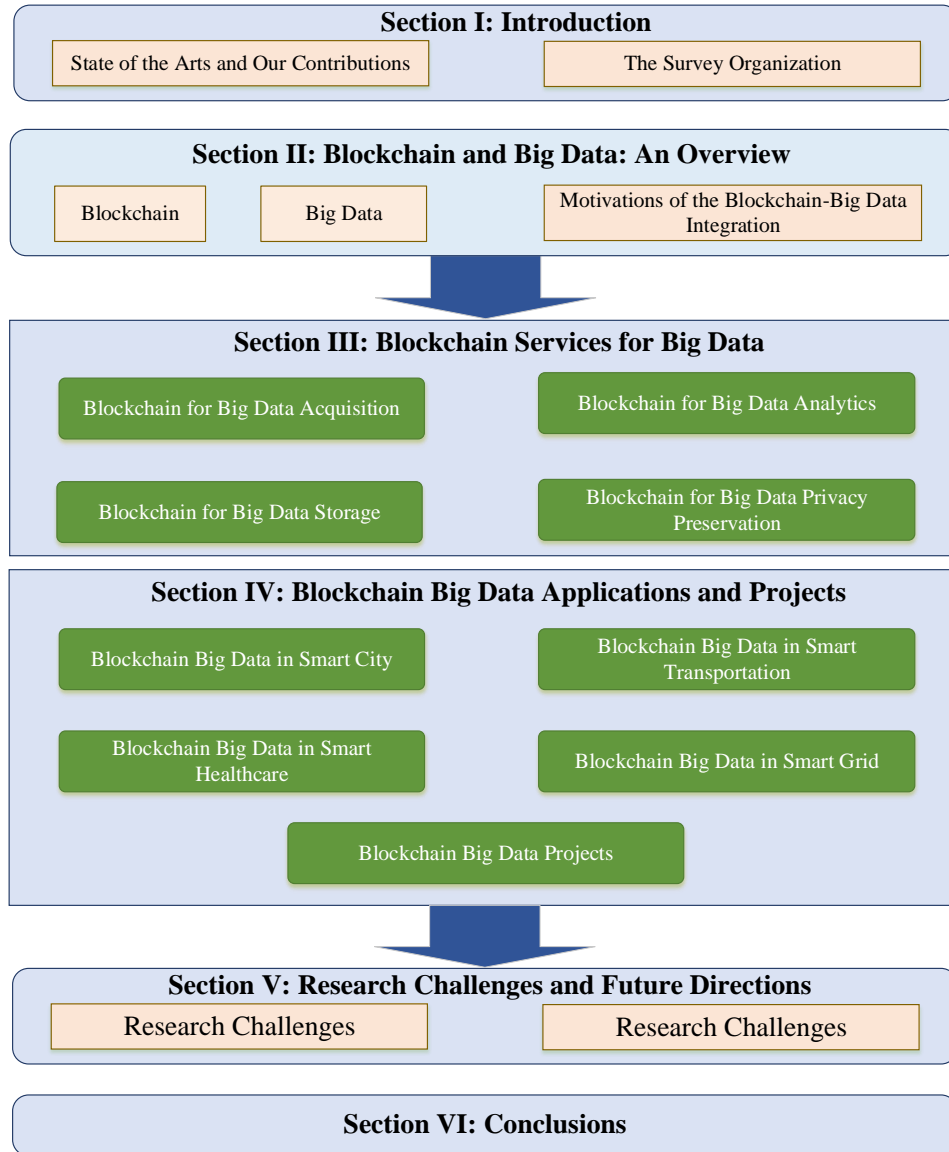 Section I: Introduction
State of the Arts and Our Contributions
The Survey Organization
Section II: Blockchain and Big Data: An Overview
Blockchain
Big Data
Motivations of the Blockchain-Big Data
Integration
Section III: Blockchain Services for Big Data
Blockchain for Big Data Acquisition
Blockchain for Big Data Analytics
Blockchain for Big Data Storage
Blockchain for Big Data Privacy
Preservation
Section IV: Blockchain Big Data Applications and Projects
Blockchain Big Data in Smart City
Blockchain Big Data in Smart
Transportation
Blockchain Big Data in Smart
Healthcare
Blockchain Big Data in Smart Grid
Blockchain Big Data Projects
Section V: Research Challenges and Future Directions
Research Challenges
Research Challenges
Section VI: Conclusions